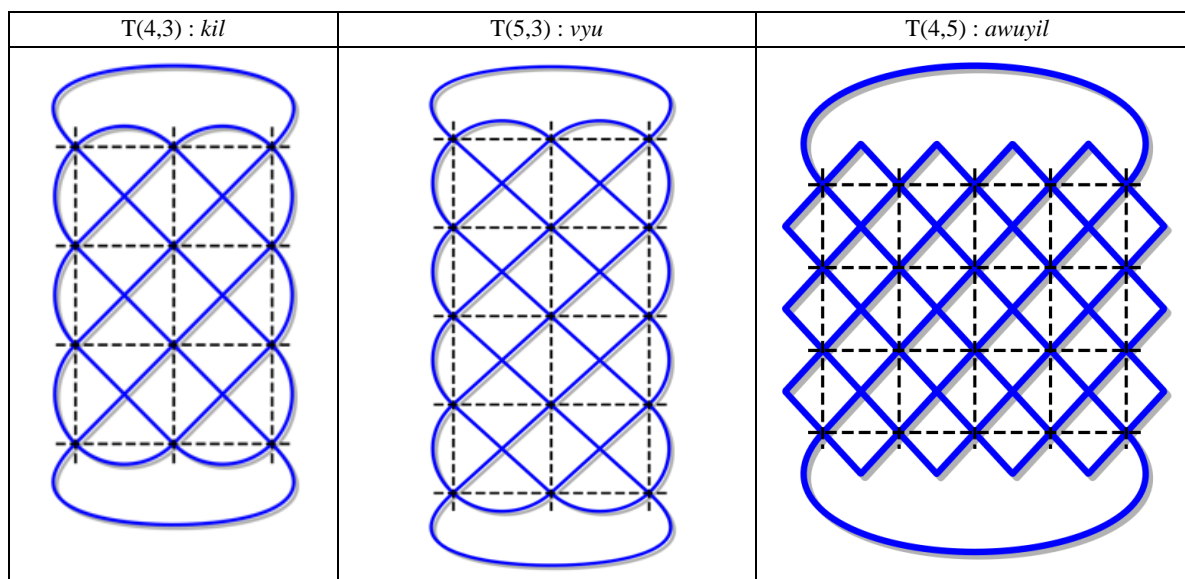 T(4,3) : kil
T(5,3) : vyu
T(4,5) : awuyil